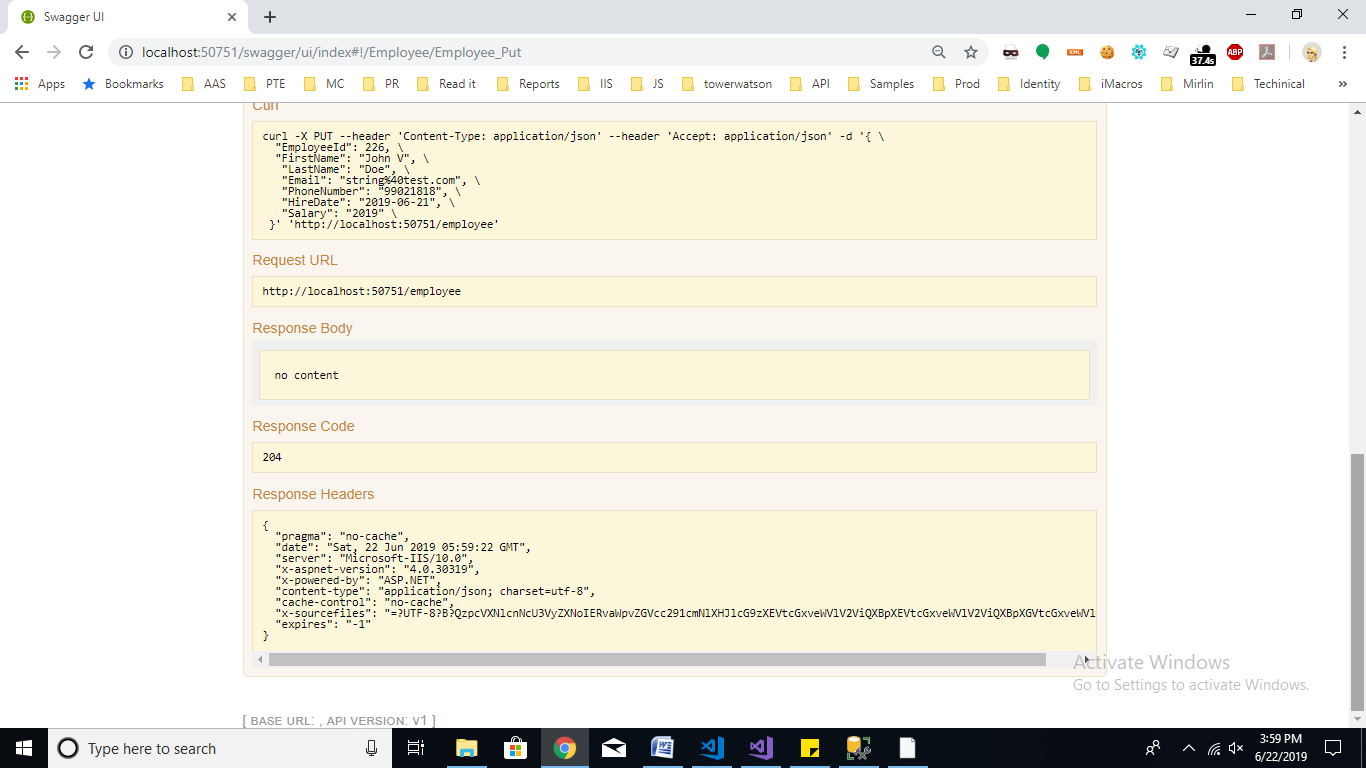 Swagger UI
localhost:50751/swagger/ui/index#!/Employee/Employee_Put
XML
37.4s
ABP
Apps Bookmarks AAS PTE MC PR Read it Reports IIS JS towerwatson API Samples Prod Identity iMacros Mirlin Techinical »
Curl
curl -X PUT --header 'Content-Type: application/json' --header 'Accept: application/json' -d '{ \
"EmployeeId": 226, \
"FirstName": "John V", \
"LastName": "Doe", \
"Email": "string%40test.com", \
"PhoneNumber": "99021818", \
"HireDate": "2019-06-21", \
"Salary": "2019" \
}' 'http://localhost:50751/employee'
Request URL
http://localhost:50751/employee
Response Body
no content
Response Code
204
Response Headers
{
"pragma": "no-cache",
"date": "Sat, 22 Jun 2019 05:59:22 GMT",
"server": "Microsoft-IIS/10.0",
"x-aspnet-version": "4.0.30319",
"x-powered-by": "ASP.NET",
"content-type": "application/json; charset=utf-8",
"cache-control": "no-cache",
"x-sourcefiles": "=?UTF-8?B?QzpcVXNlcnNcU3VyZXNoIERvaWpvZGVcc291cmNlXHJlcG9zXEVtcGxveWVlV2ViQXBpXEVtcGxveWVlV2ViQXBpXGVtcGxveWVl
"expires": "-1"
}
Activate Windows
Go to Settings to activate Windows.
[ BASE URL: , API VERSION: V1 ]
Type here to search
3:59 PM
6/22/2019